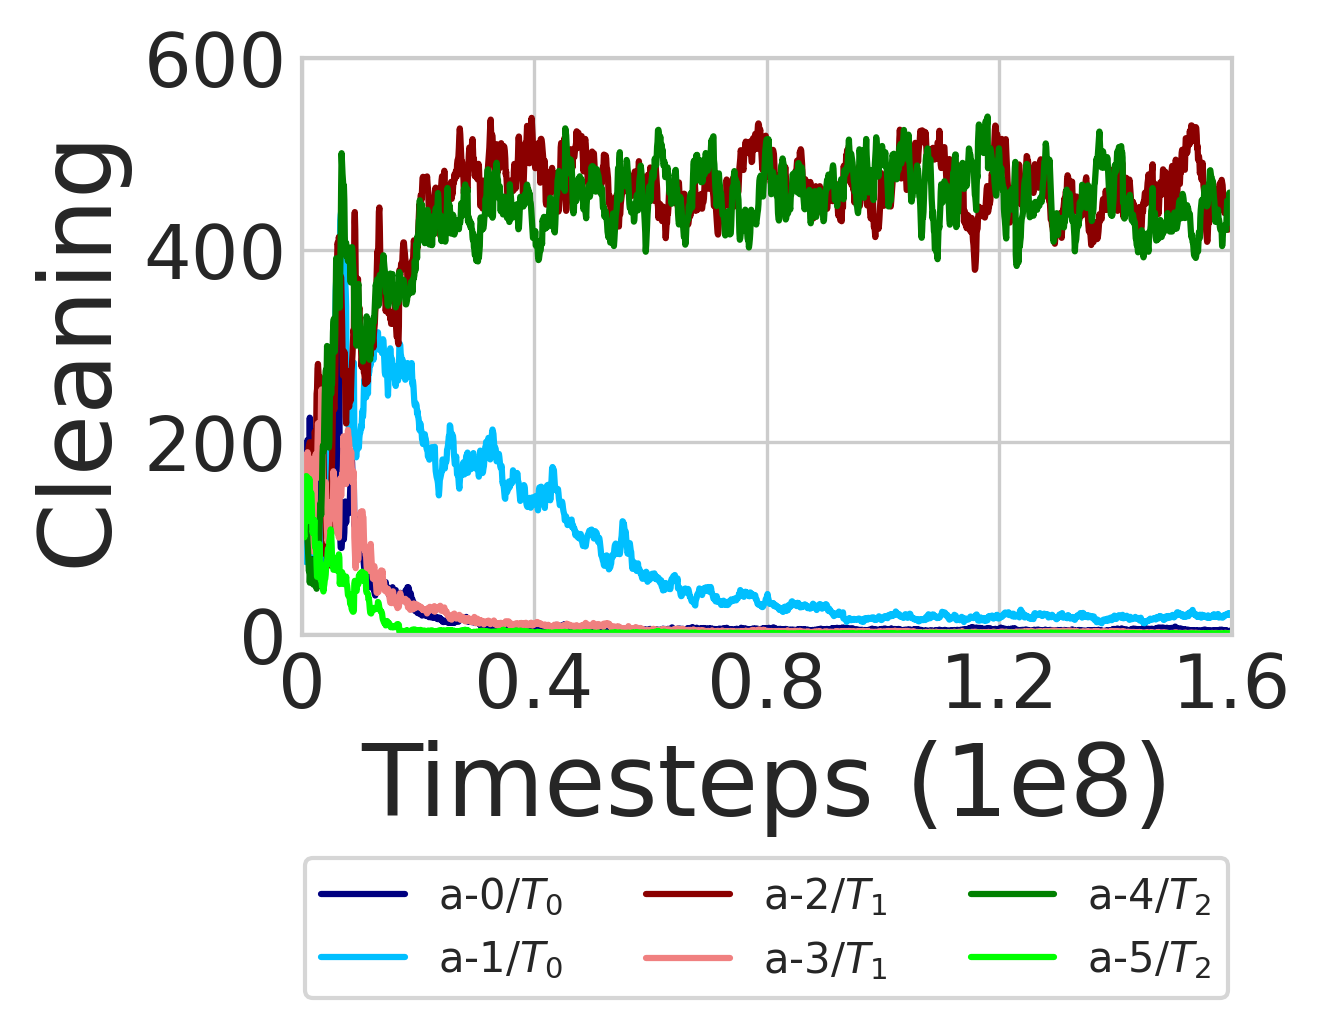 600
400
200
0
Cleaning
0 0.4 0.8 1.2 1.6
Timesteps (1e8)
a-0/T₀ a-2/T₁ a-4/T₂
a-1/T₀ a-3/T₁ a-5/T₂